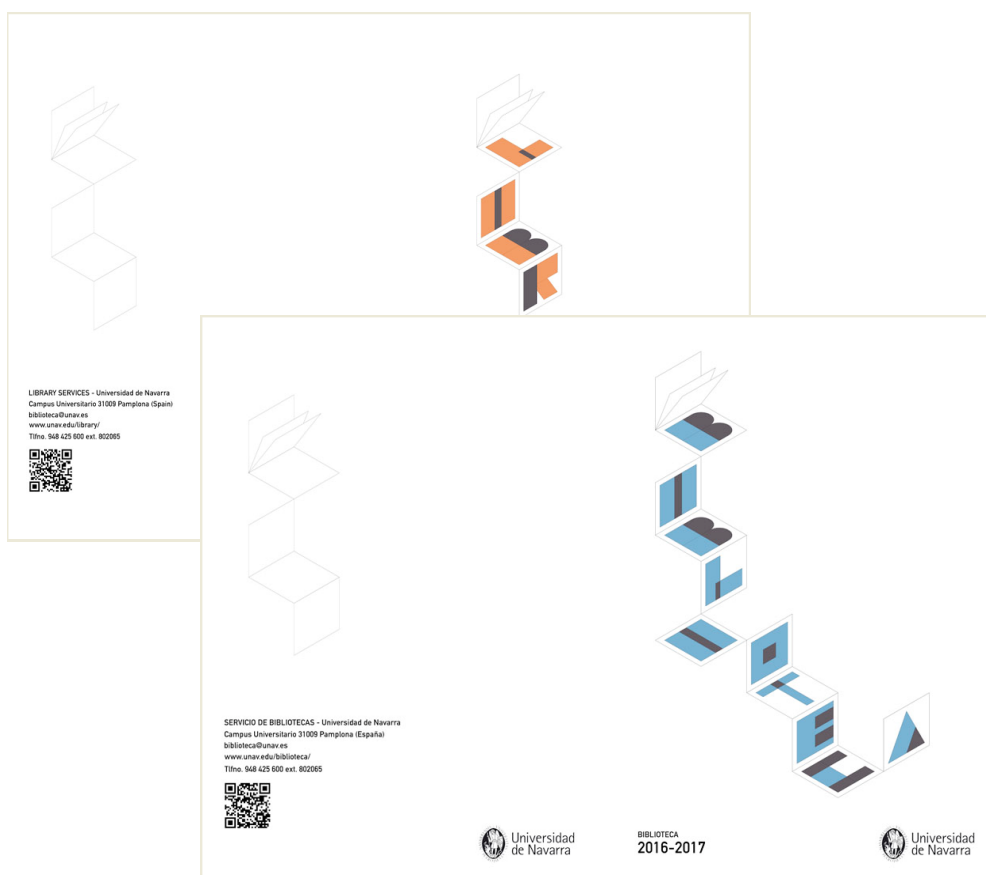 LIBR
LIBRARY SERVICES - Universidad de Navarra
Campus Universitario 31009 Pamplona (Spain)
biblioteca@unav.es
www.unav.edu/library/
Tlfno. 948 425 600 ext. 802065
BIBLIOTECA
SERVICIO DE BIBLIOTECAS - Universidad de Navarra
Campus Universitario 31009 Pamplona (España)
biblioteca@unav.es
www.unav.edu/biblioteca/
Tlfno. 948 425 600 ext. 802065
Universidad
de Navarra
BIBLIOTECA
2016-2017
Universidad
de Navarra